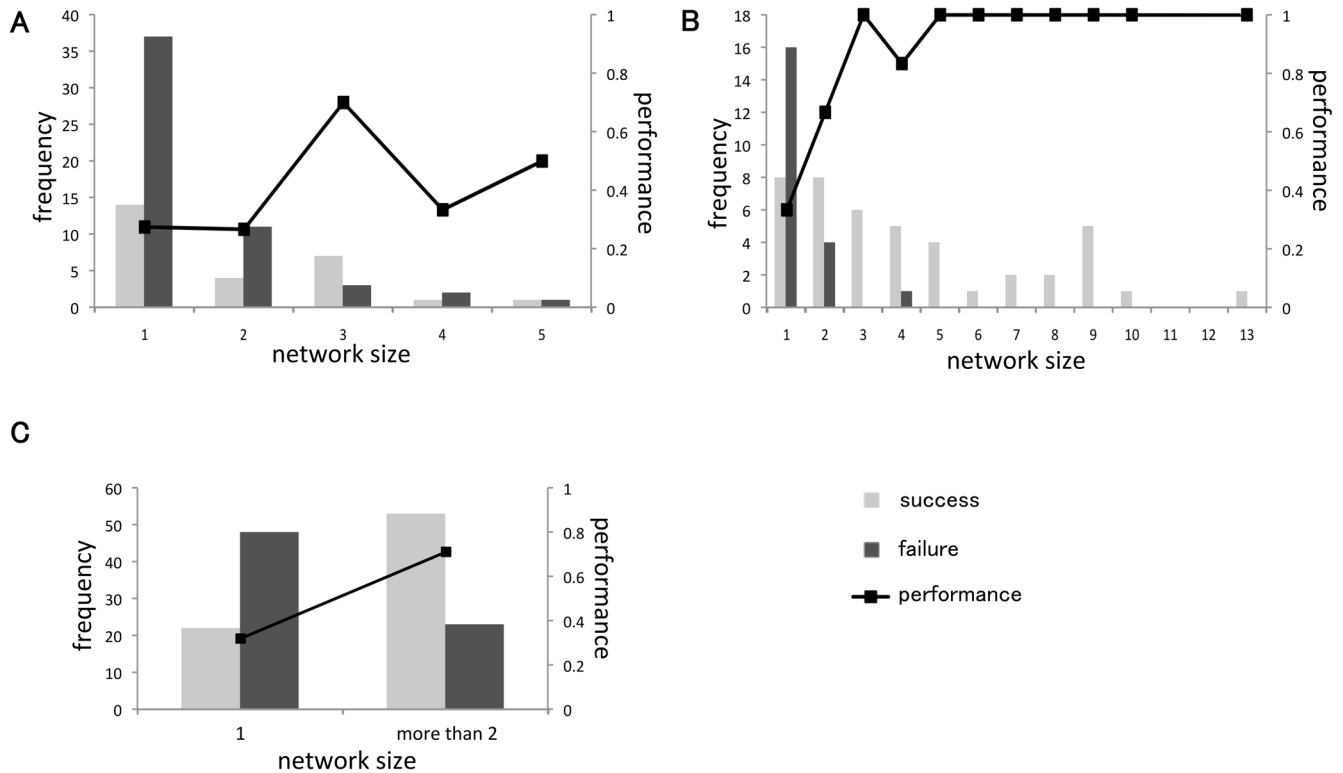 A
40
35
30
25
20
15
10
5
0
frequency
1
0.8
0.6
0.4
0.2
0
performance
1 2 3 4 5
network size
B
18
16
14
12
10
8
6
4
2
0
frequency
1
0.8
0.6
0.4
0.2
0
performance
1 2 3 4 5 6 7 8 9 10 11 12 13
network size
C
60
50
40
30
20
10
0
frequency
1
0.8
0.6
0.4
0.2
0
performance
1 more than 2
network size
success
failure
performance